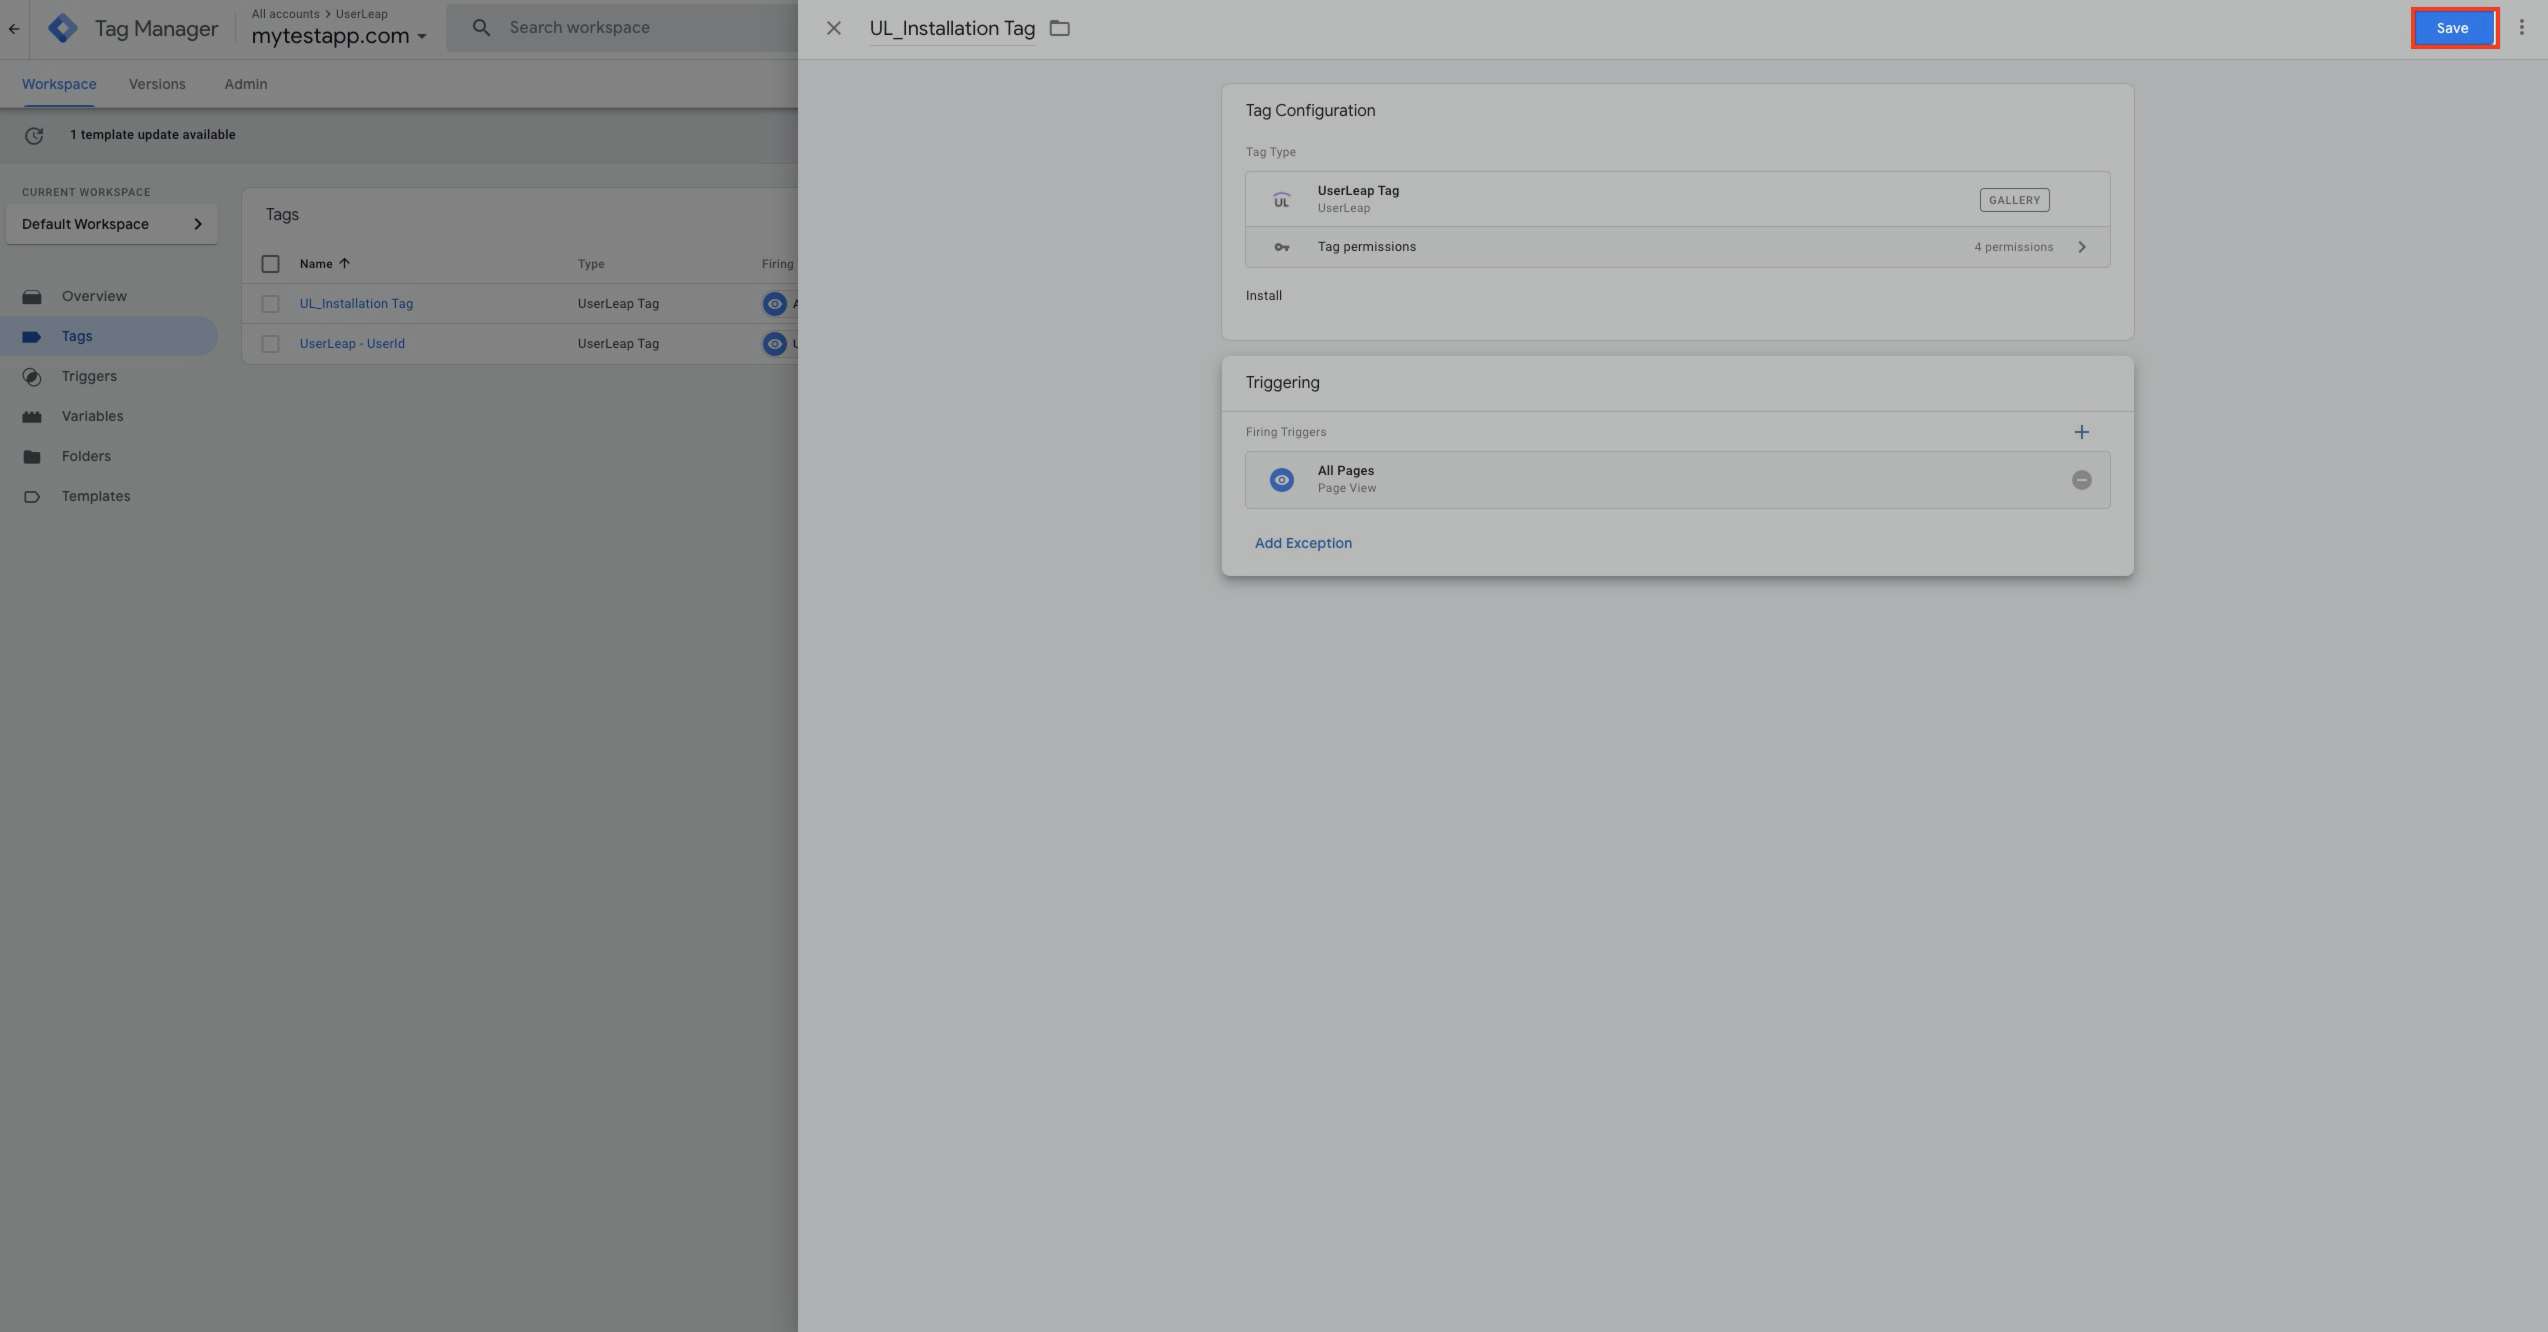 Tag Manager
All accounts > UserLeap
mytestapp.com
Search workspace
UL_Installation Tag
Save
Workspace
Versions
Admin
1 template update available
CURRENT WORKSPACE
Default Workspace
Overview
Tags
Triggers
Variables
Folders
Templates
Tags
Name
Type
Firing
UL_Installation Tag
UserLeap Tag
UserLeap - UserId
UserLeap Tag
Tag Configuration
Tag Type
UL
UserLeap Tag
UserLeap
GALLERY
Tag permissions
4 permissions
Install
Triggering
Firing Triggers
All Pages
Page View
Add Exception